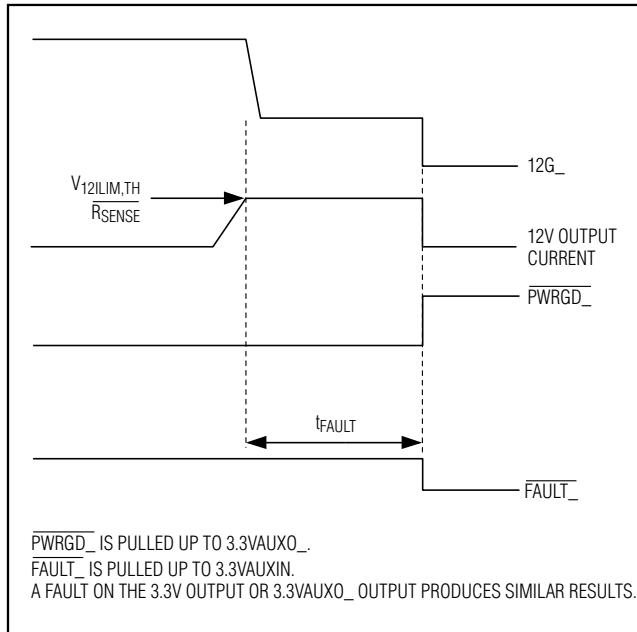 12G_
V12ILIM,TH
RSENSE
12V OUTPUT
CURRENT
PWRGD_
tFAULT
FAULT_
PWRGD_ IS PULLED UP TO 3.3VAUXO_.
FAULT_ IS PULLED UP TO 3.3VAUXIN.
A FAULT ON THE 3.3V OUTPUT OR 3.3VAUXO_ OUTPUT PRODUCES SIMILAR RESULTS.